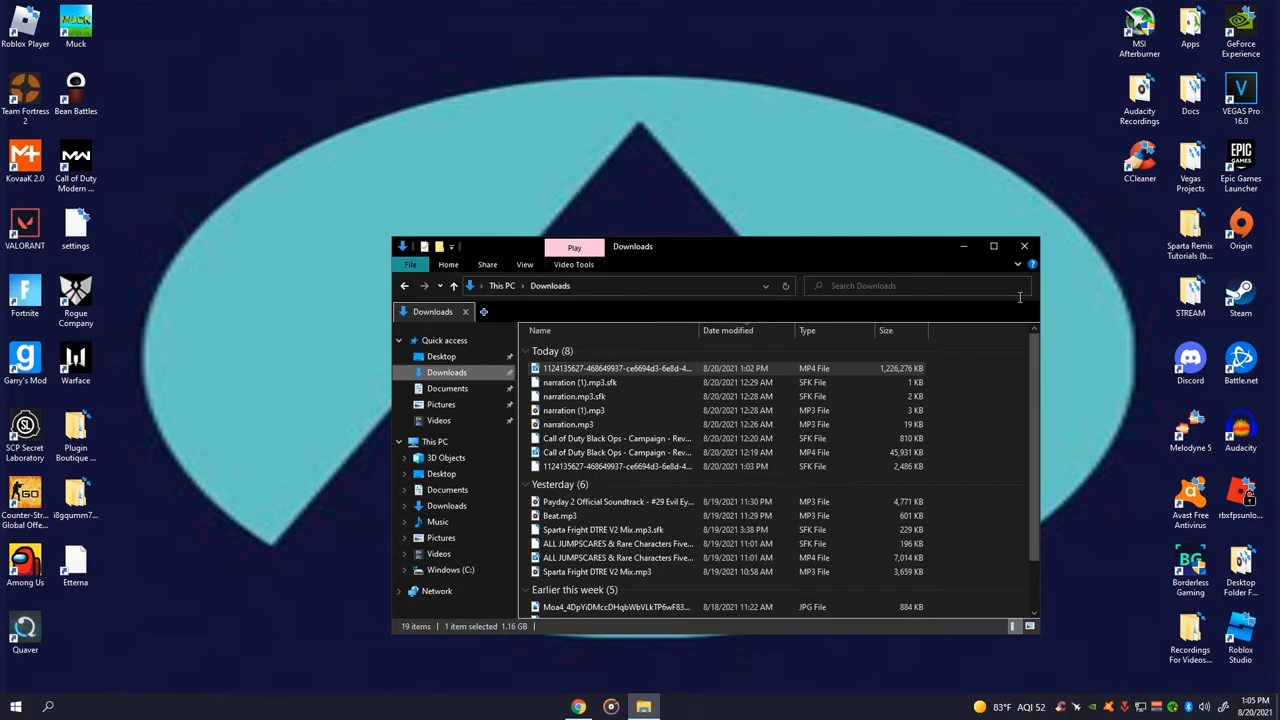 Roblox Player
Muck
Team Fortress
2
Bean Battles
KovaaK 2.0
Call of Duty
Modern ...
VALORANT
settings
Fortnite
Rogue
Company
Garry's Mod
Warface
SCP Secret
Laboratory
Plugin
Boutique ...
Counter-Str...
Global Offe...
i8gqumm7...
Among Us
Etterna
Quaver
MSI
Afterburner
Apps
GeForce
Experience
Audacity
Recordings
Docs
VEGAS Pro
16.0
CCleaner
Vegas
Projects
EPIC
GAMES
Epic Games
Launcher
Sparta Remix
Tutorials (b...
Origin
STREAM
Steam
Discord
Battle.net
Melodyne 5
Audacity
Avast Free
Antivirus
rbxfpsunlo...
BG
Borderless
Gaming
Desktop
Folder F...
Recordings
For Videos...
Roblox
Studio
Play
Downloads
File
Home
Share
View
Video Tools
This PC > Downloads
Search Downloads
Downloads
Quick access
Desktop
Downloads
Documents
Pictures
Videos
This PC
3D Objects
Desktop
Documents
Downloads
Music
Pictures
Videos
Windows (C:)
Network
Name Date modified Type Size
Today (8)
1124135627-468649937-ce6694d3-6e8d-4... 8/20/2021 1:02 PM MP4 File 1,226,276 KB
narration (1).mp3.sfk 8/20/2021 12:29 AM SFK File 1 KB
narration.mp3.sfk 8/20/2021 12:28 AM SFK File 2 KB
narration (1).mp3 8/20/2021 12:28 AM MP3 File 3 KB
narration.mp3 8/20/2021 12:26 AM MP3 File 19 KB
Call of Duty Black Ops - Campaign - Rev... 8/20/2021 12:20 AM SFK File 810 KB
Call of Duty Black Ops - Campaign - Rev... 8/20/2021 12:19 AM MP4 File 45,931 KB
1124135627-468649937-ce6694d3-6e8d-4... 8/20/2021 1:03 PM SFK File 2,486 KB
Yesterday (6)
Payday 2 Official Soundtrack - #29 Evil Ey... 8/19/2021 11:30 PM MP3 File 4,771 KB
Beat.mp3 8/19/2021 11:29 PM MP3 File 601 KB
Sparta Fright DTRE V2 Mix.mp3.sfk 8/19/2021 3:38 PM SFK File 229 KB
ALL JUMPSCARES & Rare Characters Five... 8/19/2021 11:01 AM SFK File 196 KB
ALL JUMPSCARES & Rare Characters Five... 8/19/2021 11:01 AM MP4 File 7,014 KB
Sparta Fright DTRE V2 Mix.mp3 8/19/2021 10:58 AM MP3 File 3,659 KB
Earlier this week (5)
Moa4_4DpYiDMccDHqbWbVLkTP6wF83... 8/18/2021 11:22 AM JPG File 884 KB
19 items 1 item selected 1.16 GB
83°F AQI 52
1:05 PM
8/20/2021